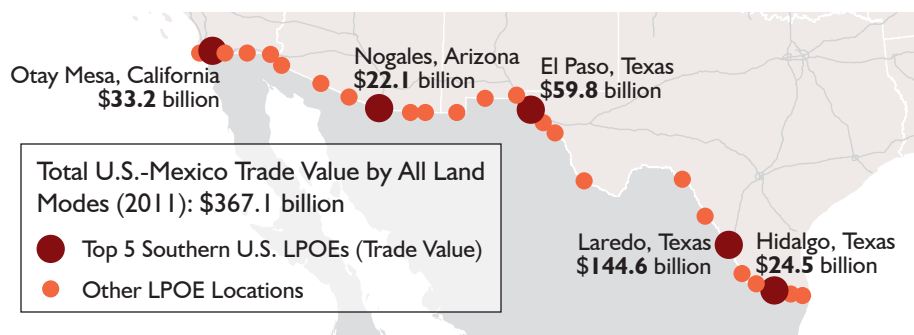 Nogales, Arizona
$22.1 billion
El Paso, Texas
$59.8 billion
Otay Mesa, California
$33.2 billion
Total U.S.-Mexico Trade Value by All Land
Modes (2011): $367.1 billion
Top 5 Southern U.S. LPOEs (Trade Value)
Other LPOE Locations
Laredo, Texas
$144.6 billion
Hidalgo, Texas
$24.5 billion